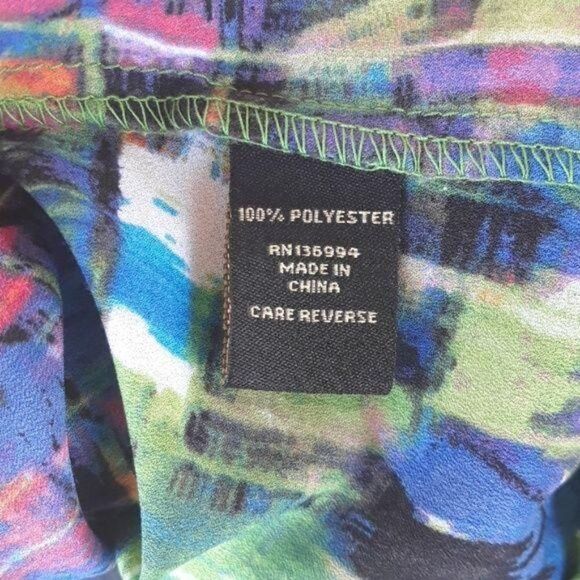 100% POLYESTER
RN136994
MADE IN
CHINA
CARE REVERSE